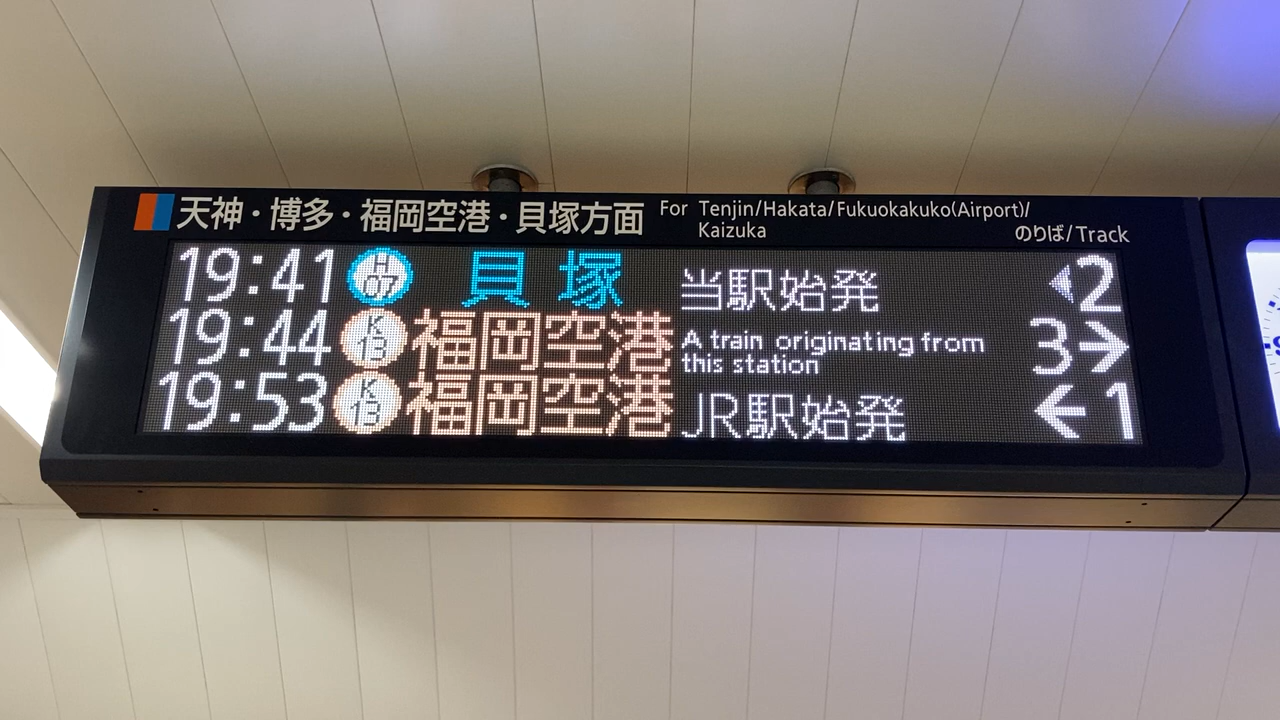 天神・博多・福岡空港・貝塚方面 For Tenjin/Hakata/Fukuokakuko(Airport)/
Kaizuka
のりば/Track
19:41 H 07 貝塚 当駅始発 2
19:44 K 13 福岡空港 A train originating from
this station 3→
19:53 K 13 福岡空港 JR駅始発 ←1